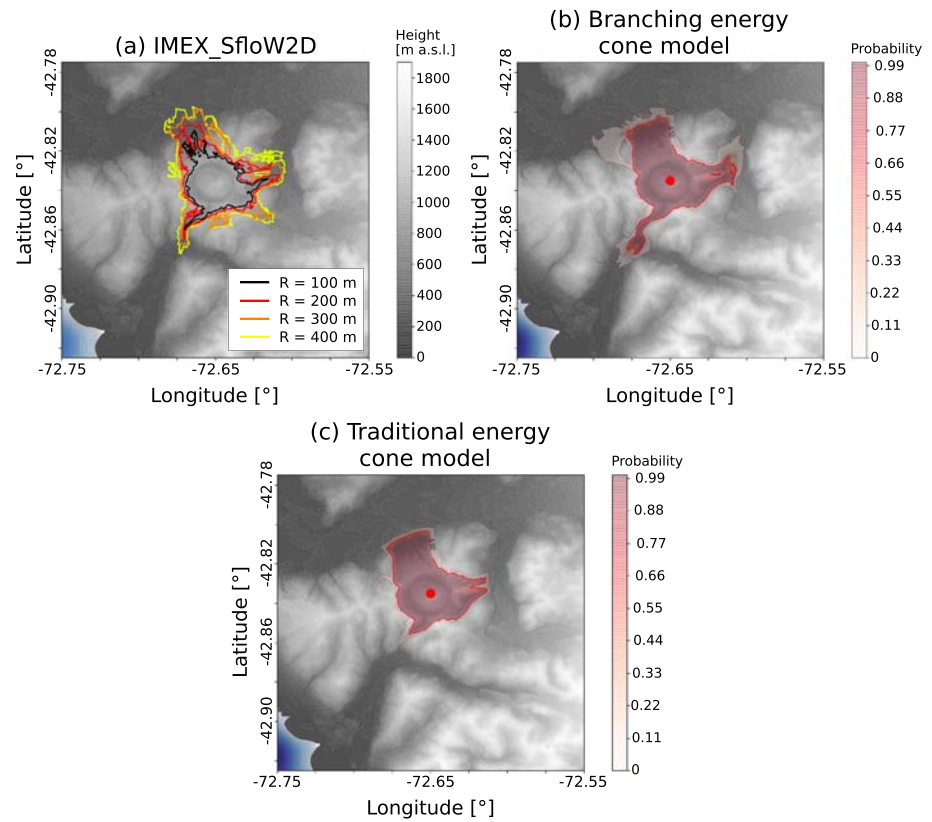 (a) IMEX_SfloW2D
Height
[m a.s.l.]
-42.78
-42.82
-42.86
-42.90
Latitude [°]
1800
1600
1400
1200
1000
800
600
400
200
0
R = 100 m
R = 200 m
R = 300 m
R = 400 m
-72.75
-72.65
-72.55
Longitude [°]
(b) Branching energy
cone model
Probability
-42.78
-42.82
-42.86
-42.90
Latitude [°]
0.99
0.88
0.77
0.66
0.55
0.44
0.33
0.22
0.11
0
-72.75
-72.65
-72.55
Longitude [°]
(c) Traditional energy
cone model
Probability
-42.78
-42.82
-42.86
-42.90
Latitude [°]
0.99
0.88
0.77
0.66
0.55
0.44
0.33
0.22
0.11
0
-72.75
-72.65
-72.55
Longitude [°]